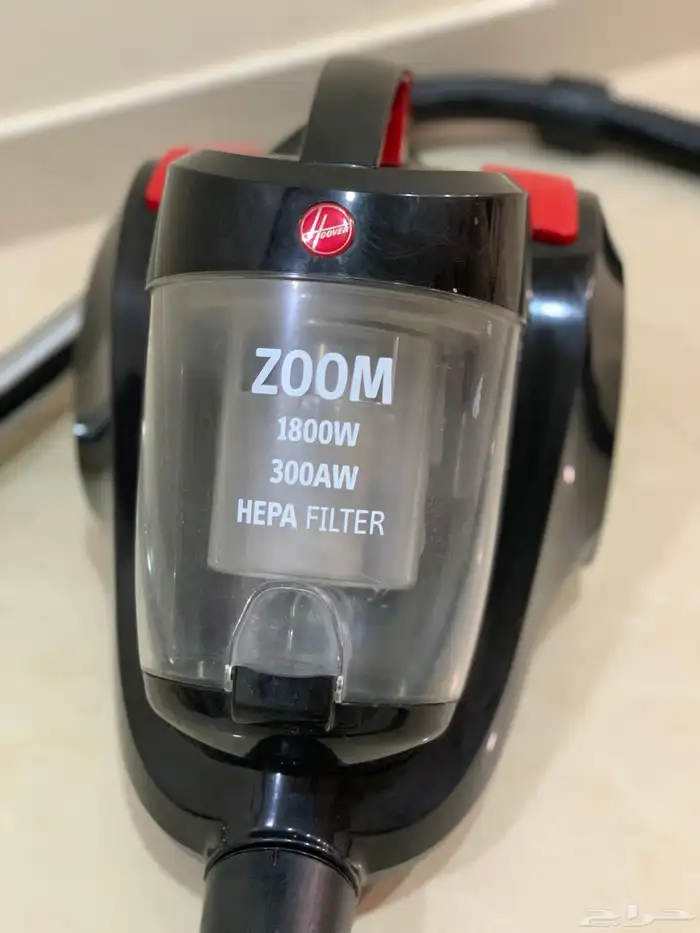 HOOVER
ZOOM
1800W
300AW
HEPA FILTER
حراج